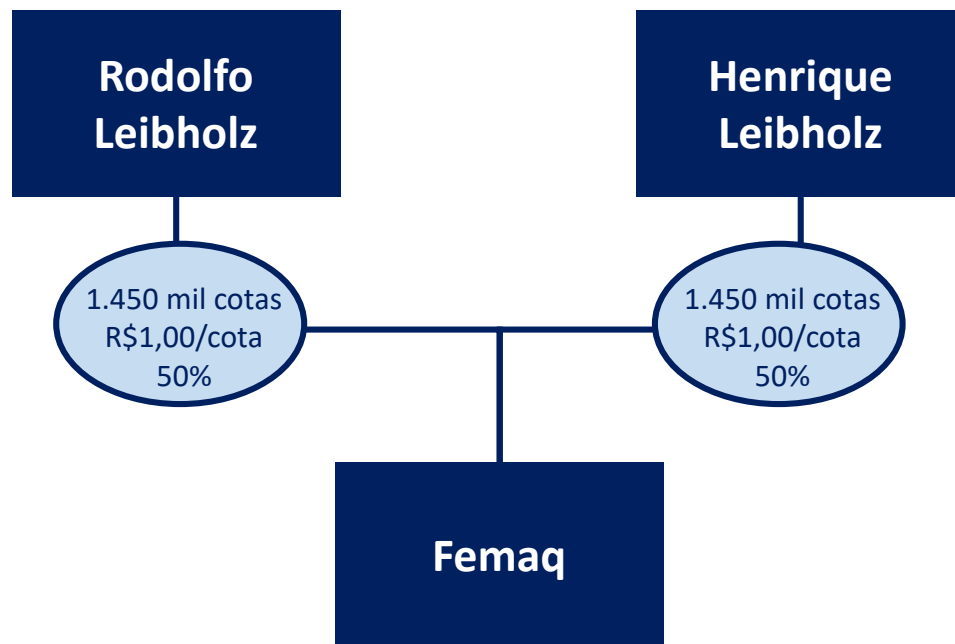 Rodolfo
Leibholz
Henrique
Leibholz
1.450 mil cotas
R$1,00/cota
50%
1.450 mil cotas
R$1,00/cota
50%
Femaq